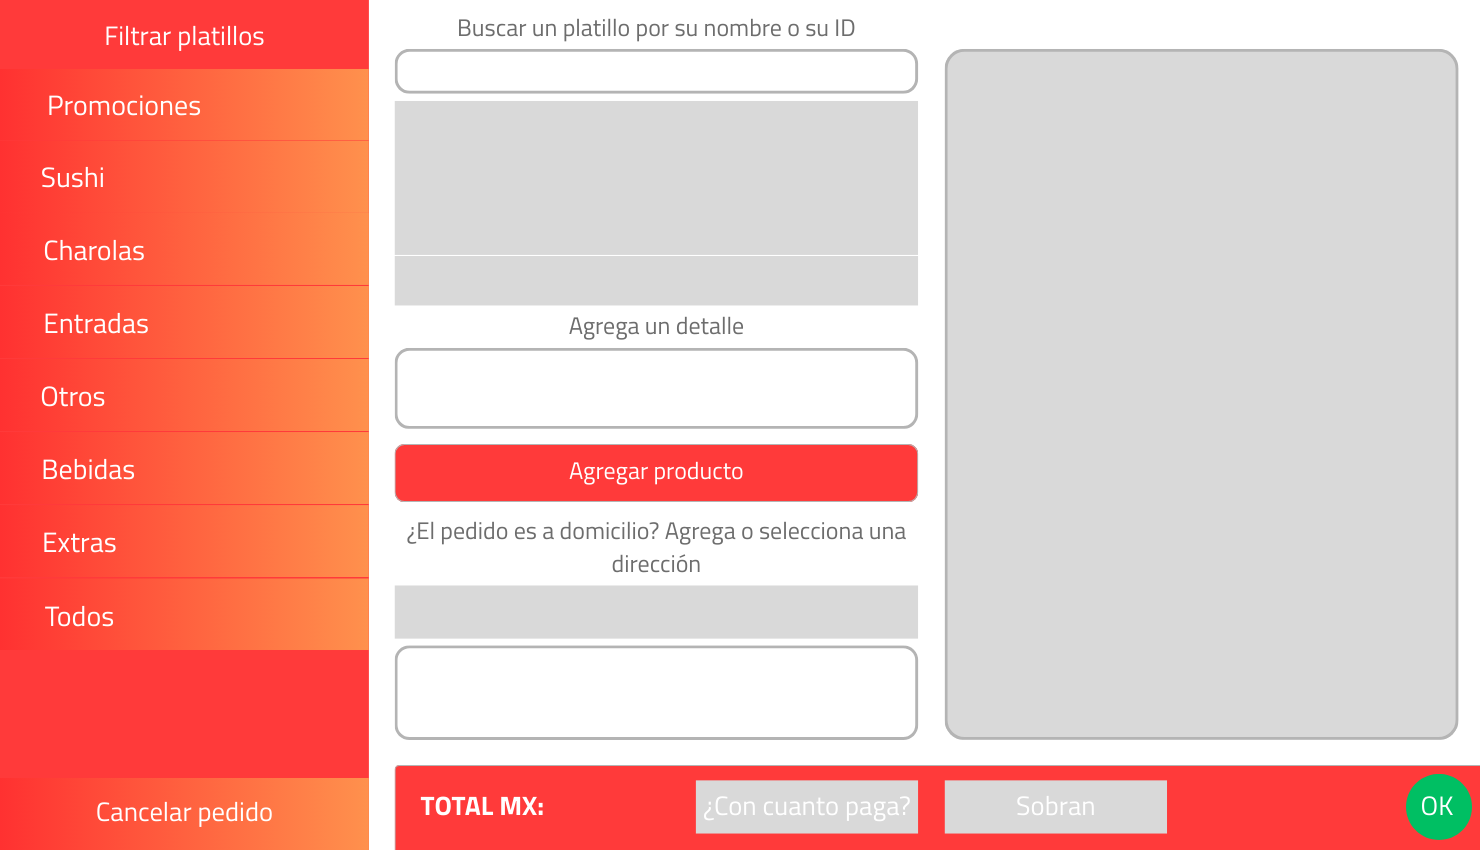 Filtrar platillos
Promociones
Sushi
Charolas
Entradas
Otros
Bebidas
Extras
Todos
Cancelar pedido
Buscar un platillo por su nombre o su ID
Agrega un detalle
Agregar producto
¿El pedido es a domicilio? Agrega o selecciona una
dirección
TOTAL MX:
¿Con cuanto paga?
Sobran
OK